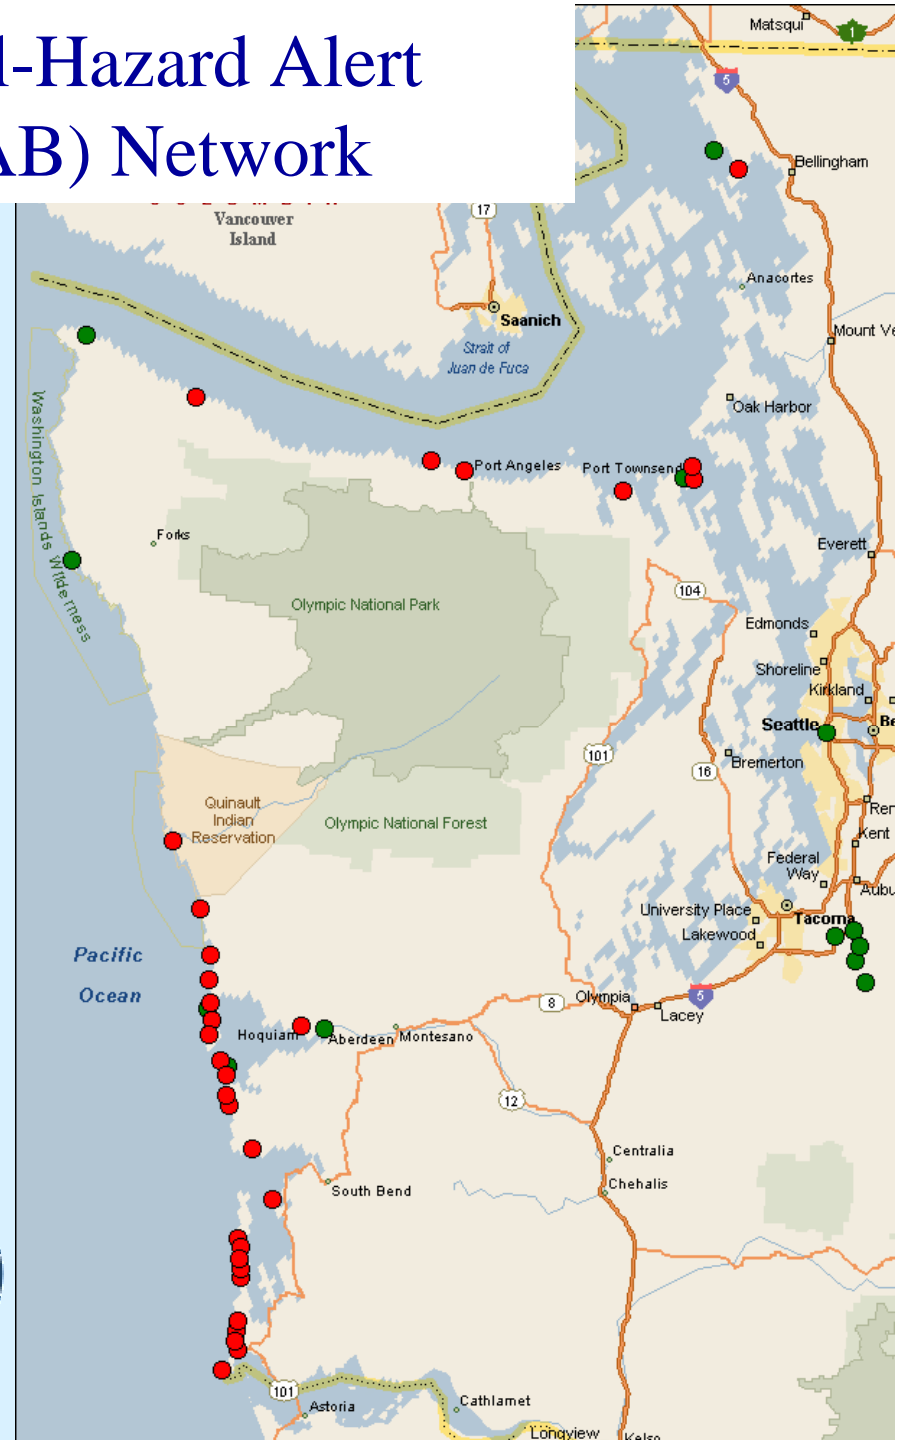 l-Hazard Alert
AB) Network
Matsqui
1
5
Bellingham
17
Vancouver
Island
Anacortes
Saanich
Strait of
Juan de Fuca
Mount Ve
Oak Harbor
Washington Islands Wilderness
Port Angeles
Port Townsend
Forks
Everett
104
Olympic National Park
Edmonds
Shoreline
Kirkland
Seattle
Be
101
16
Bremerton
Quinault
Indian
Reservation
Olympic National Forest
Ren
Kent
Federal
Way
Aubu
University Place
Tacoma
Lakewood
Pacific
Ocean
8
Olympia
5
Lacey
Hoquiam
Aberdeen
Montesano
12
Centralia
South Bend
Chehalis
101
Astoria
Cathlamet
Longview
Kelso